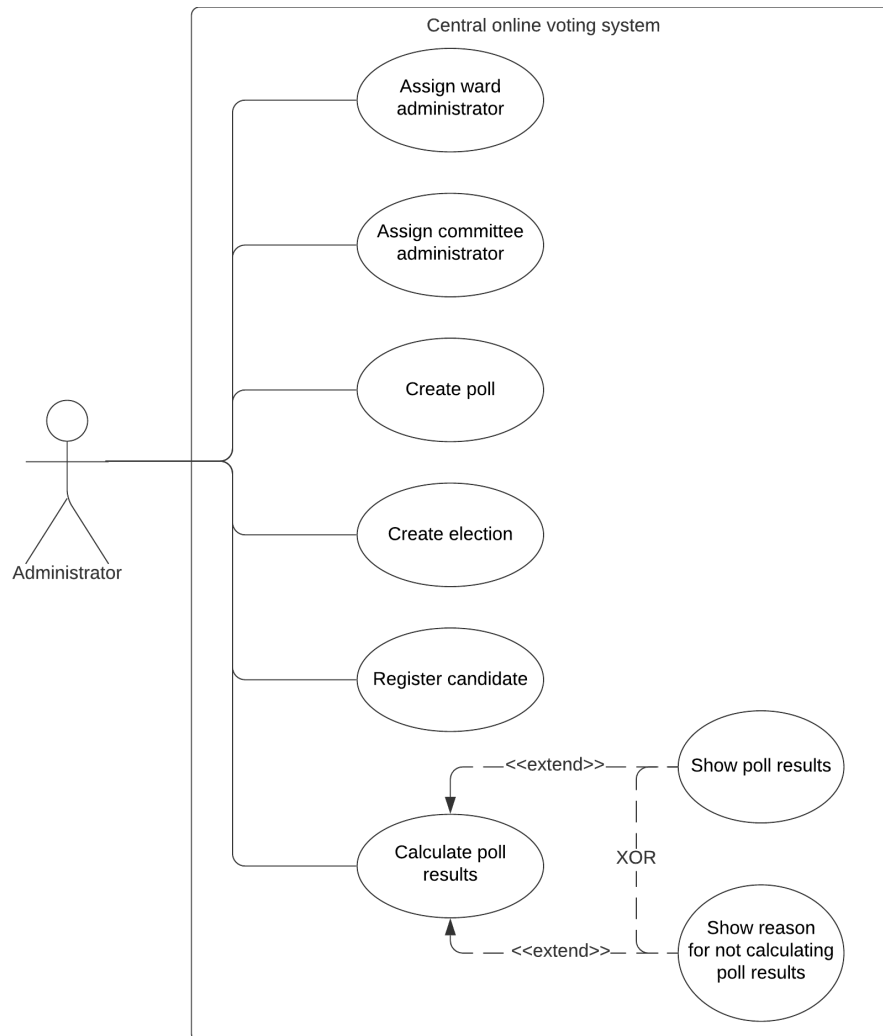 Central online voting system
Assign ward
administrator
Assign committee
administrator
Create poll
Create election
Administrator
Register candidate
<<extend>>
Show poll results
Calculate poll
results
XOR
<<extend>>
Show reason
for not calculating
poll results